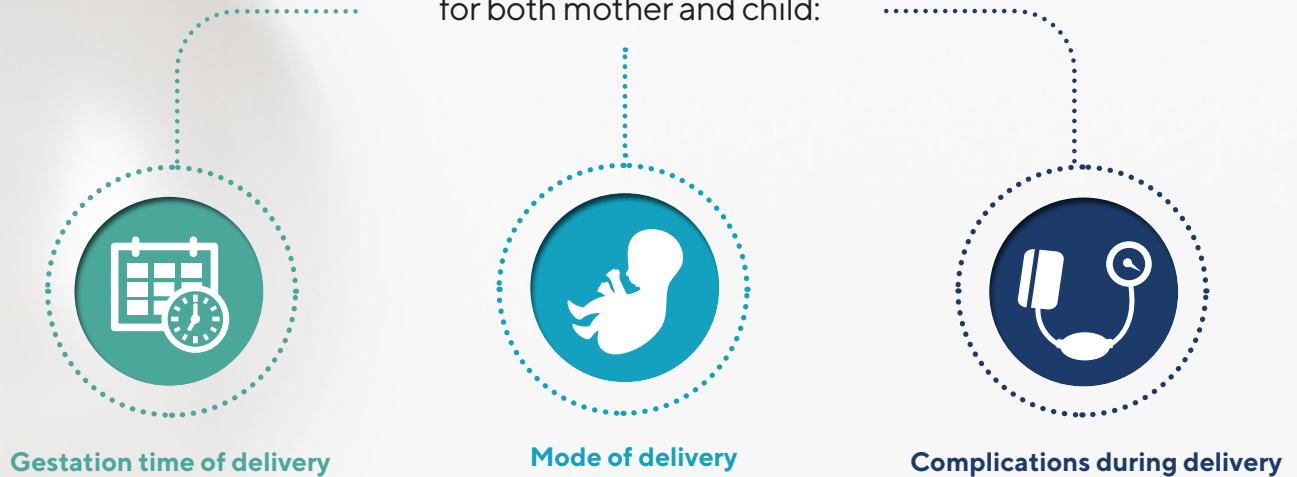 for both mother and child:
Gestation time of delivery
Mode of delivery
Complications during delivery